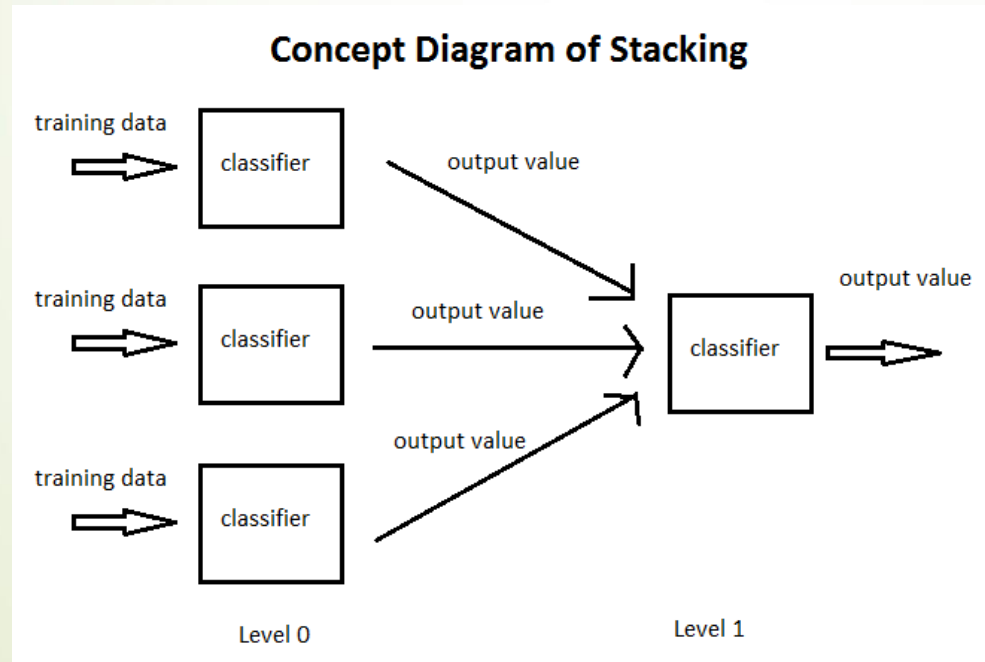 Concept Diagram of Stacking
training data
classifier
output value
training data
classifier
output value
classifier
output value
training data
classifier
output value
Level 0
Level 1